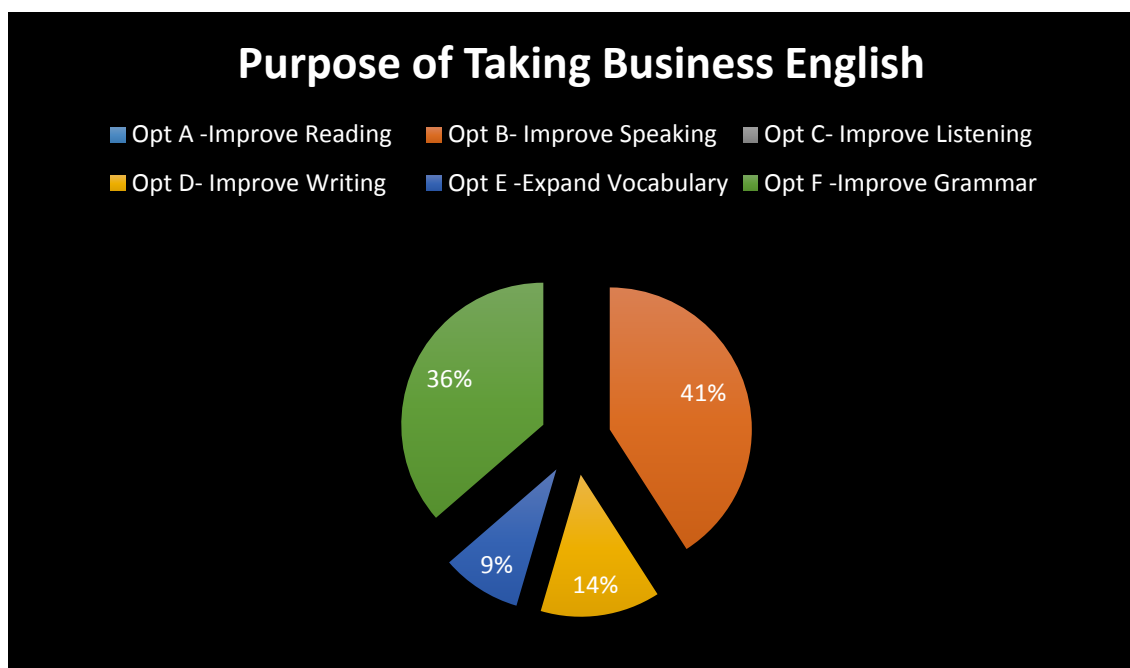 Purpose of Taking Business English
Opt A -Improve Reading Opt B- Improve Speaking Opt C- Improve Listening
Opt D- Improve Writing Opt E -Expand Vocabulary Opt F -Improve Grammar
36%
41%
9%
14%